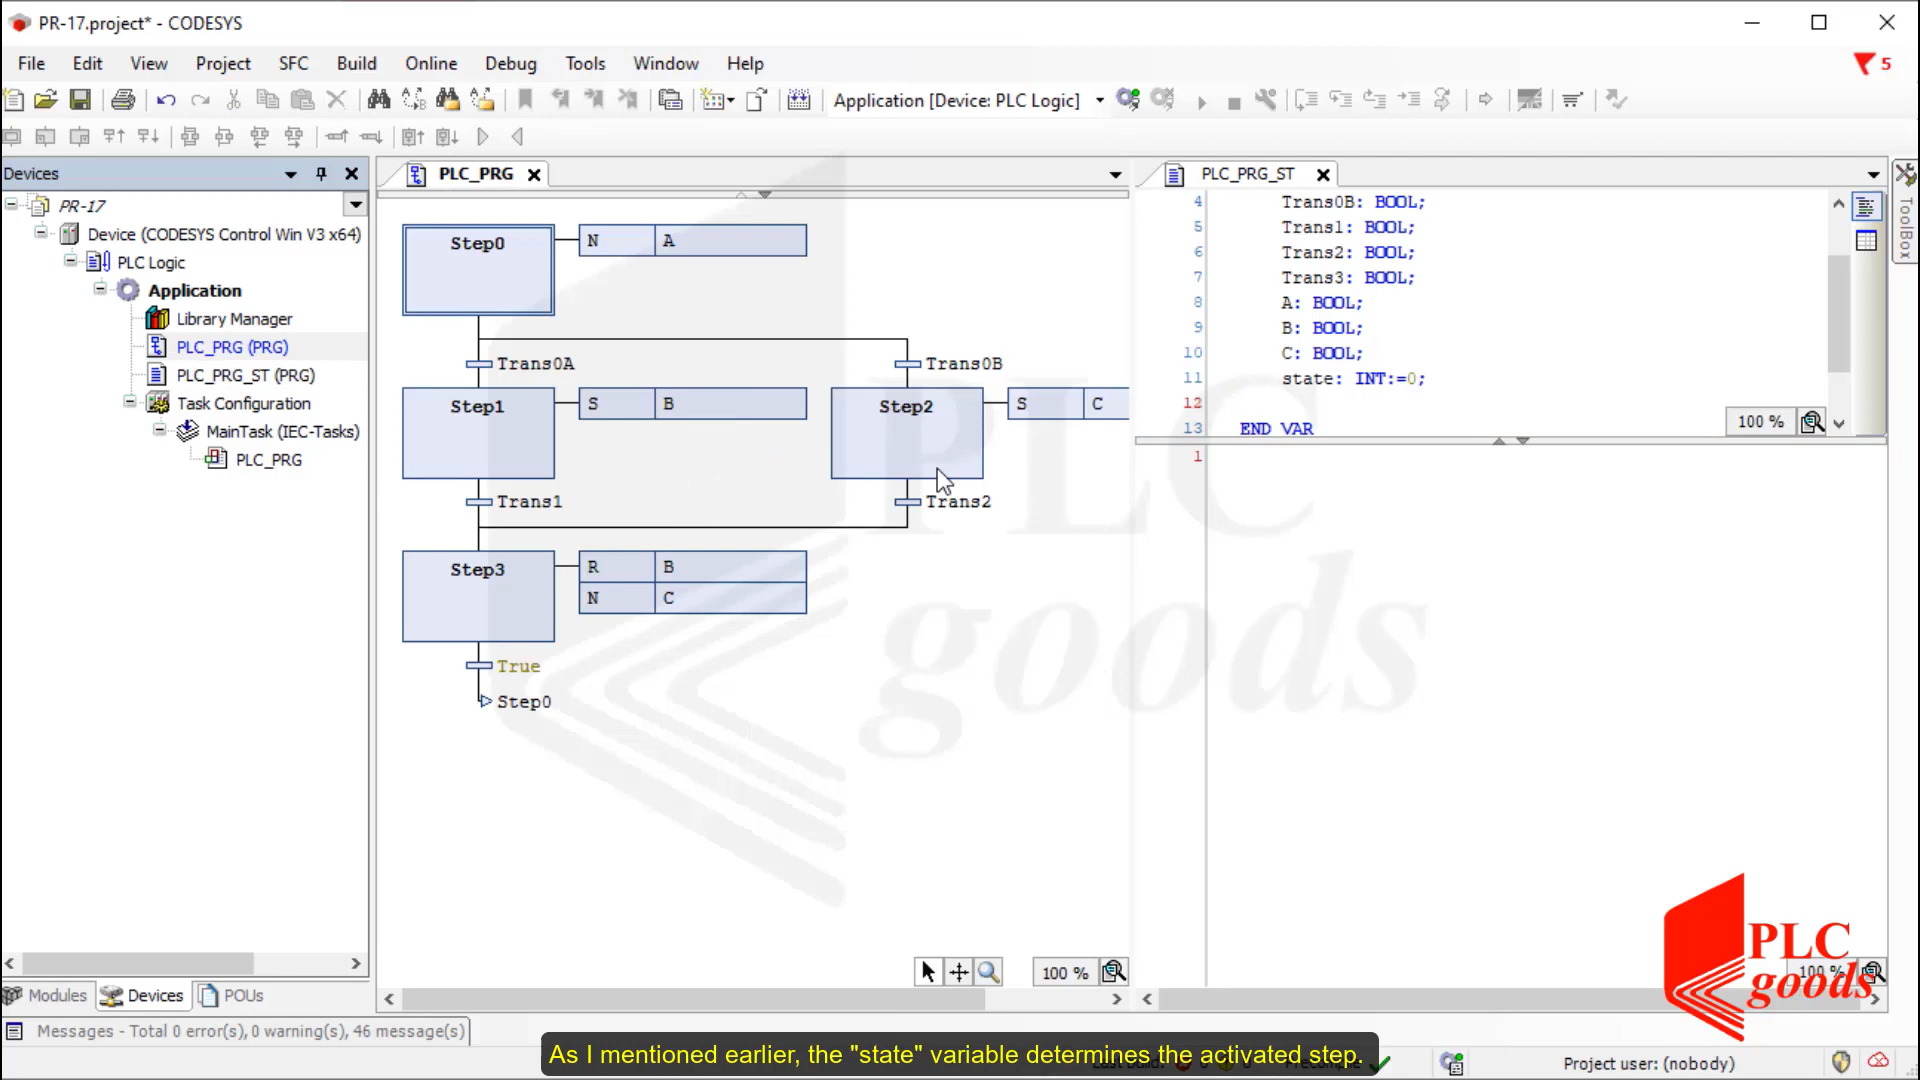 PR-17.project* - CODESYS
File Edit View Project SFC Build Online Debug Tools Window Help
5
Application [Device: PLC Logic]
Devices
PR-17
Device (CODESYS Control Win V3 x64)
PLC Logic
Application
Library Manager
PLC_PRG (PRG)
PLC_PRG_ST (PRG)
Task Configuration
MainTask (IEC-Tasks)
PLC_PRG
Modules Devices POUs
PLC_PRG
Step0 N A
Trans0A Trans0B
Step1 S B Step2 S C
Trans1 Trans2
Step3 R B
N C
True
Step0
100 %
PLC_PRG_ST
4 Trans0B: BOOL;
5 Trans1: BOOL;
6 Trans2: BOOL;
7 Trans3: BOOL;
8 A: BOOL;
9 B: BOOL;
10 C: BOOL;
11 state: INT:=0;
12
13 END_VAR
100 %
1
100 %
ToolBox
PLC
goods
PLC
goods
Messages - Total 0 error(s), 0 warning(s), 46 message(s)
As I mentioned earlier, the "state" variable determines the activated step.
Project user: (nobody)